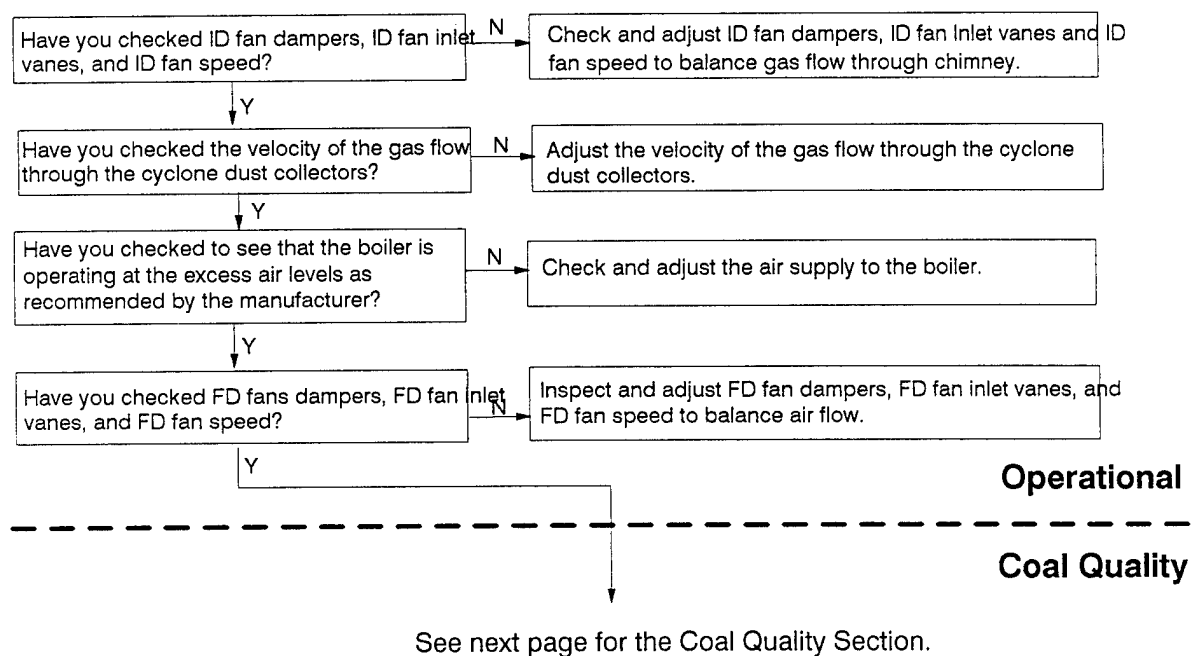 Have you checked ID fan dampers, ID fan inlet
vanes, and ID fan speed?
N
Check and adjust ID fan dampers, ID fan Inlet vanes and ID
fan speed to balance gas flow through chimney.
Y
Have you checked the velocity of the gas flow
through the cyclone dust collectors?
N
Adjust the velocity of the gas flow through the cyclone
dust collectors.
Y
Have you checked to see that the boiler is
operating at the excess air levels as
recommended by the manufacturer?
N
Check and adjust the air supply to the boiler.
Y
Have you checked FD fans dampers, FD fan inlet
vanes, and FD fan speed?
N
Inspect and adjust FD fan dampers, FD fan inlet vanes, and
FD fan speed to balance air flow.
Y
Operational
Coal Quality
See next page for the Coal Quality Section.